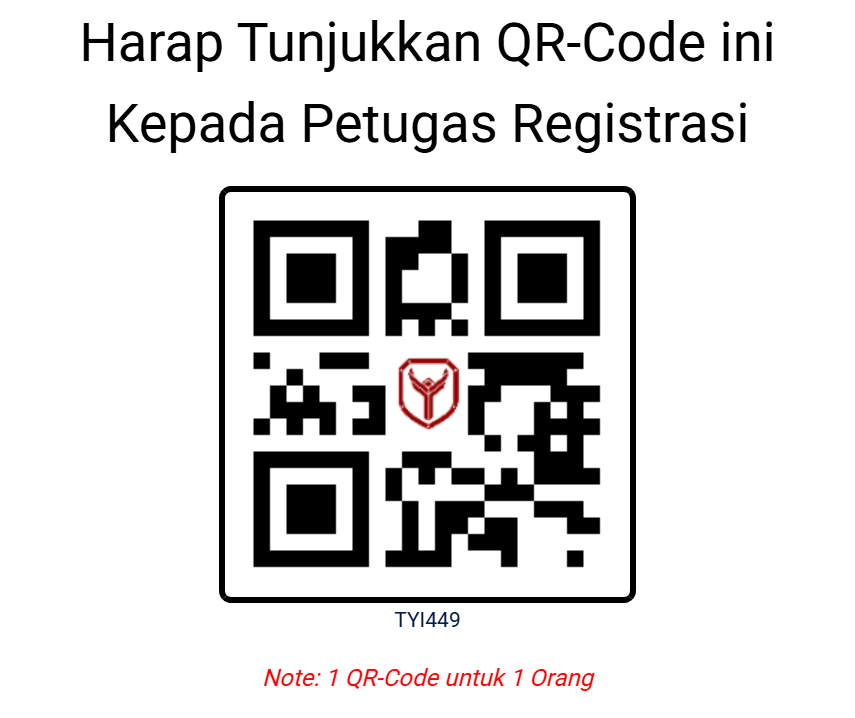 Harap Tunjukkan QR-Code ini
Kepada Petugas Registrasi
TYI449
Note: 1 QR-Code untuk 1 Orang